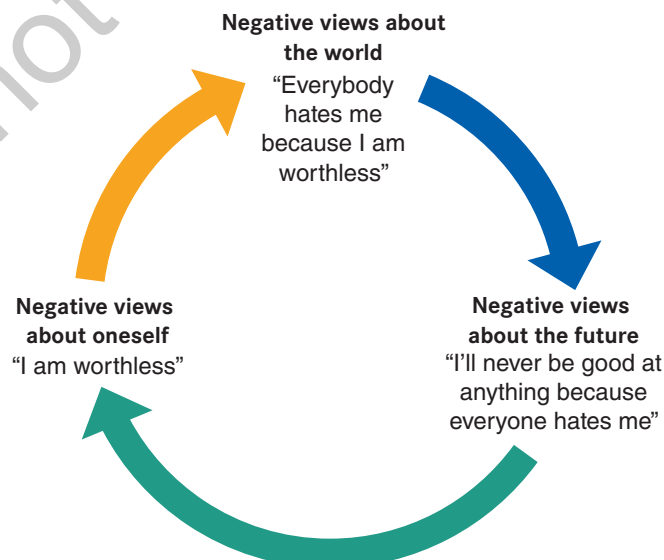 not
Negative views about
the world
“Everybody
hates me
because I am
worthless”
Negative views
about oneself
“I am worthless”
Negative views
about the future
“I’ll never be good at
anything because
everyone hates me”